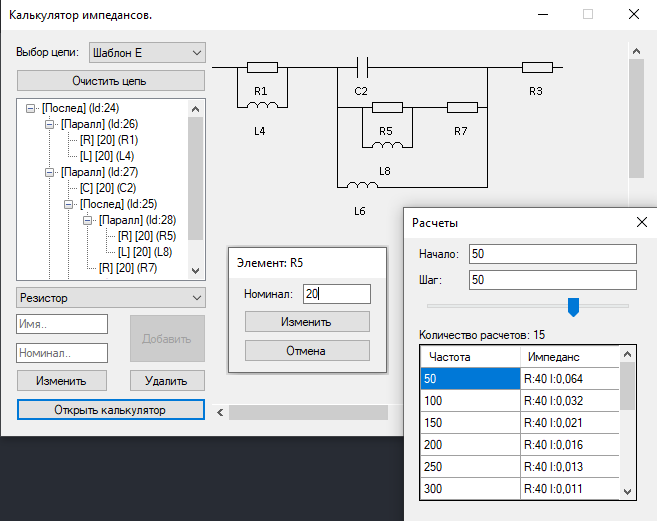 Калькулятор импедансов.
Выбор цепи: Шаблон E
Очистить цепь
[Послед] (Id:24)
[Паралл] (Id:26)
[R] [20] (R1)
[L] [20] (L4)
[Паралл] (Id:27)
[C] [20] (C2)
[Послед] (Id:25)
[Паралл] (Id:28)
[R] [20] (R5)
[L] [20] (L8)
[R] [20] (R7)
Резистор
Имя..
Номинал..
Добавить
Изменить Удалить
Открыть калькулятор
R1 C2 R3
L4 R5 R7
L8
L6
Элемент: R5
Номинал: 20
Изменить
Отмена
Расчеты
Начало: 50
Шаг: 50
Количество расчетов: 15
Частота Импеданс
50 R:40 I:0,064
100 R:40 I:0,032
150 R:40 I:0,021
200 R:40 I:0,016
250 R:40 I:0,013
300 R:40 I:0,011